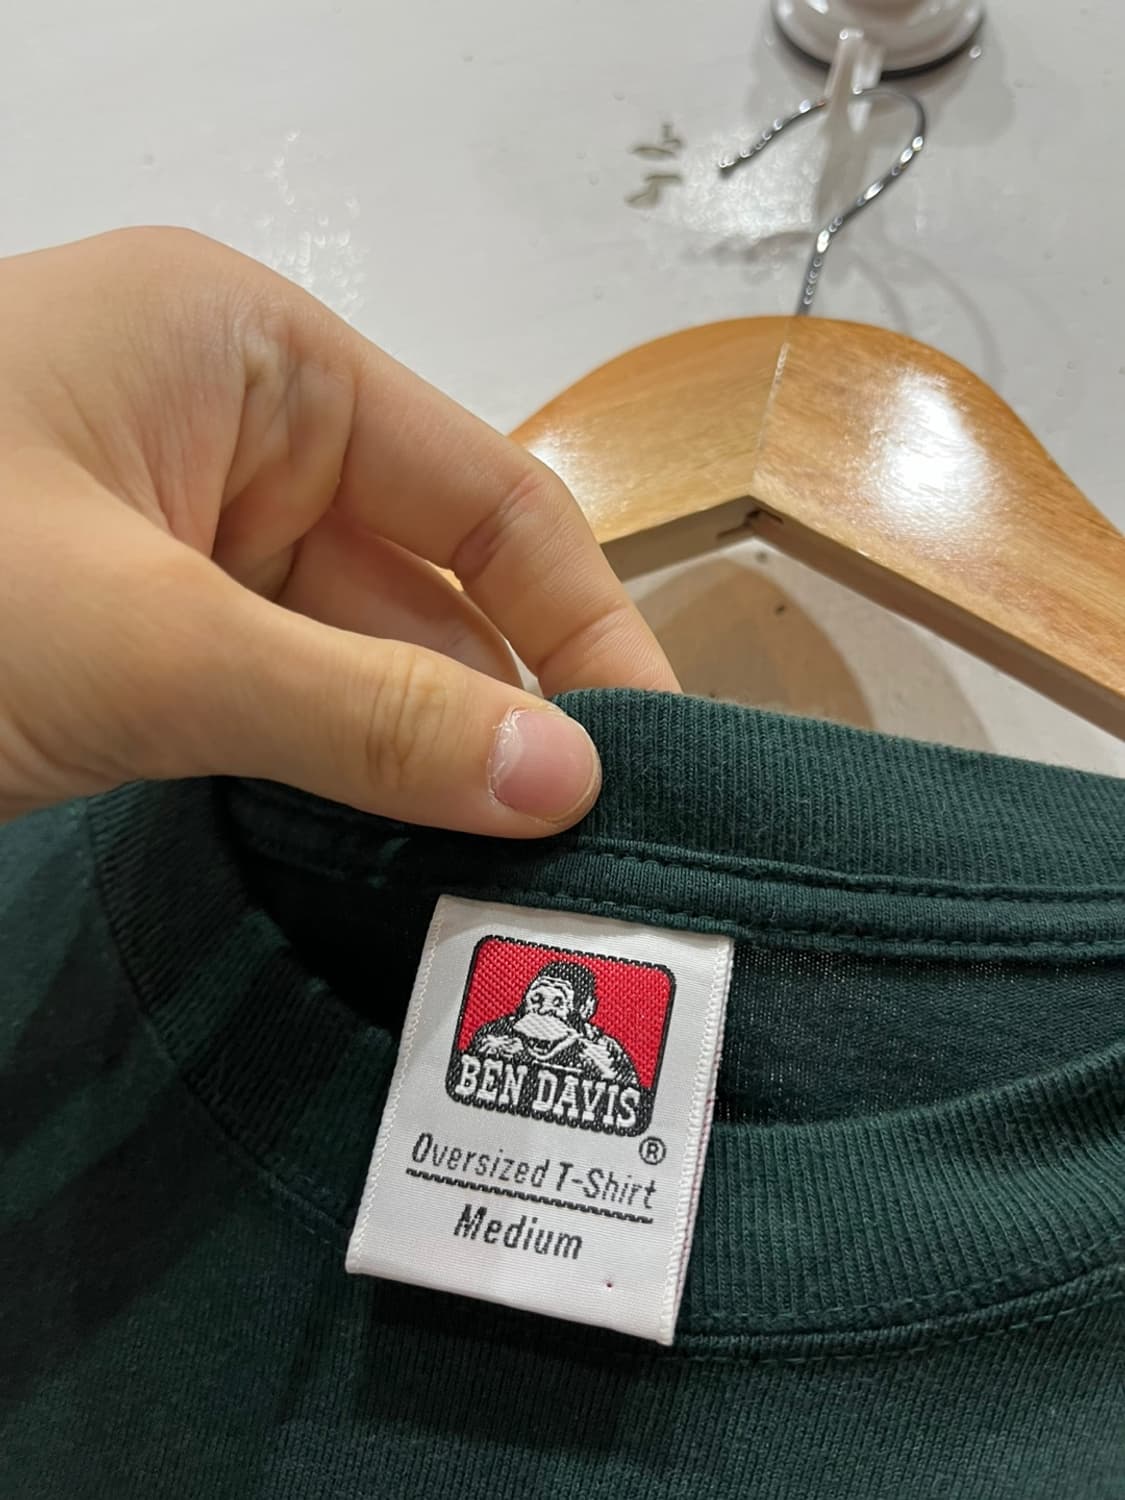 BEN DAVIS
®
Oversized T-Shirt
Medium